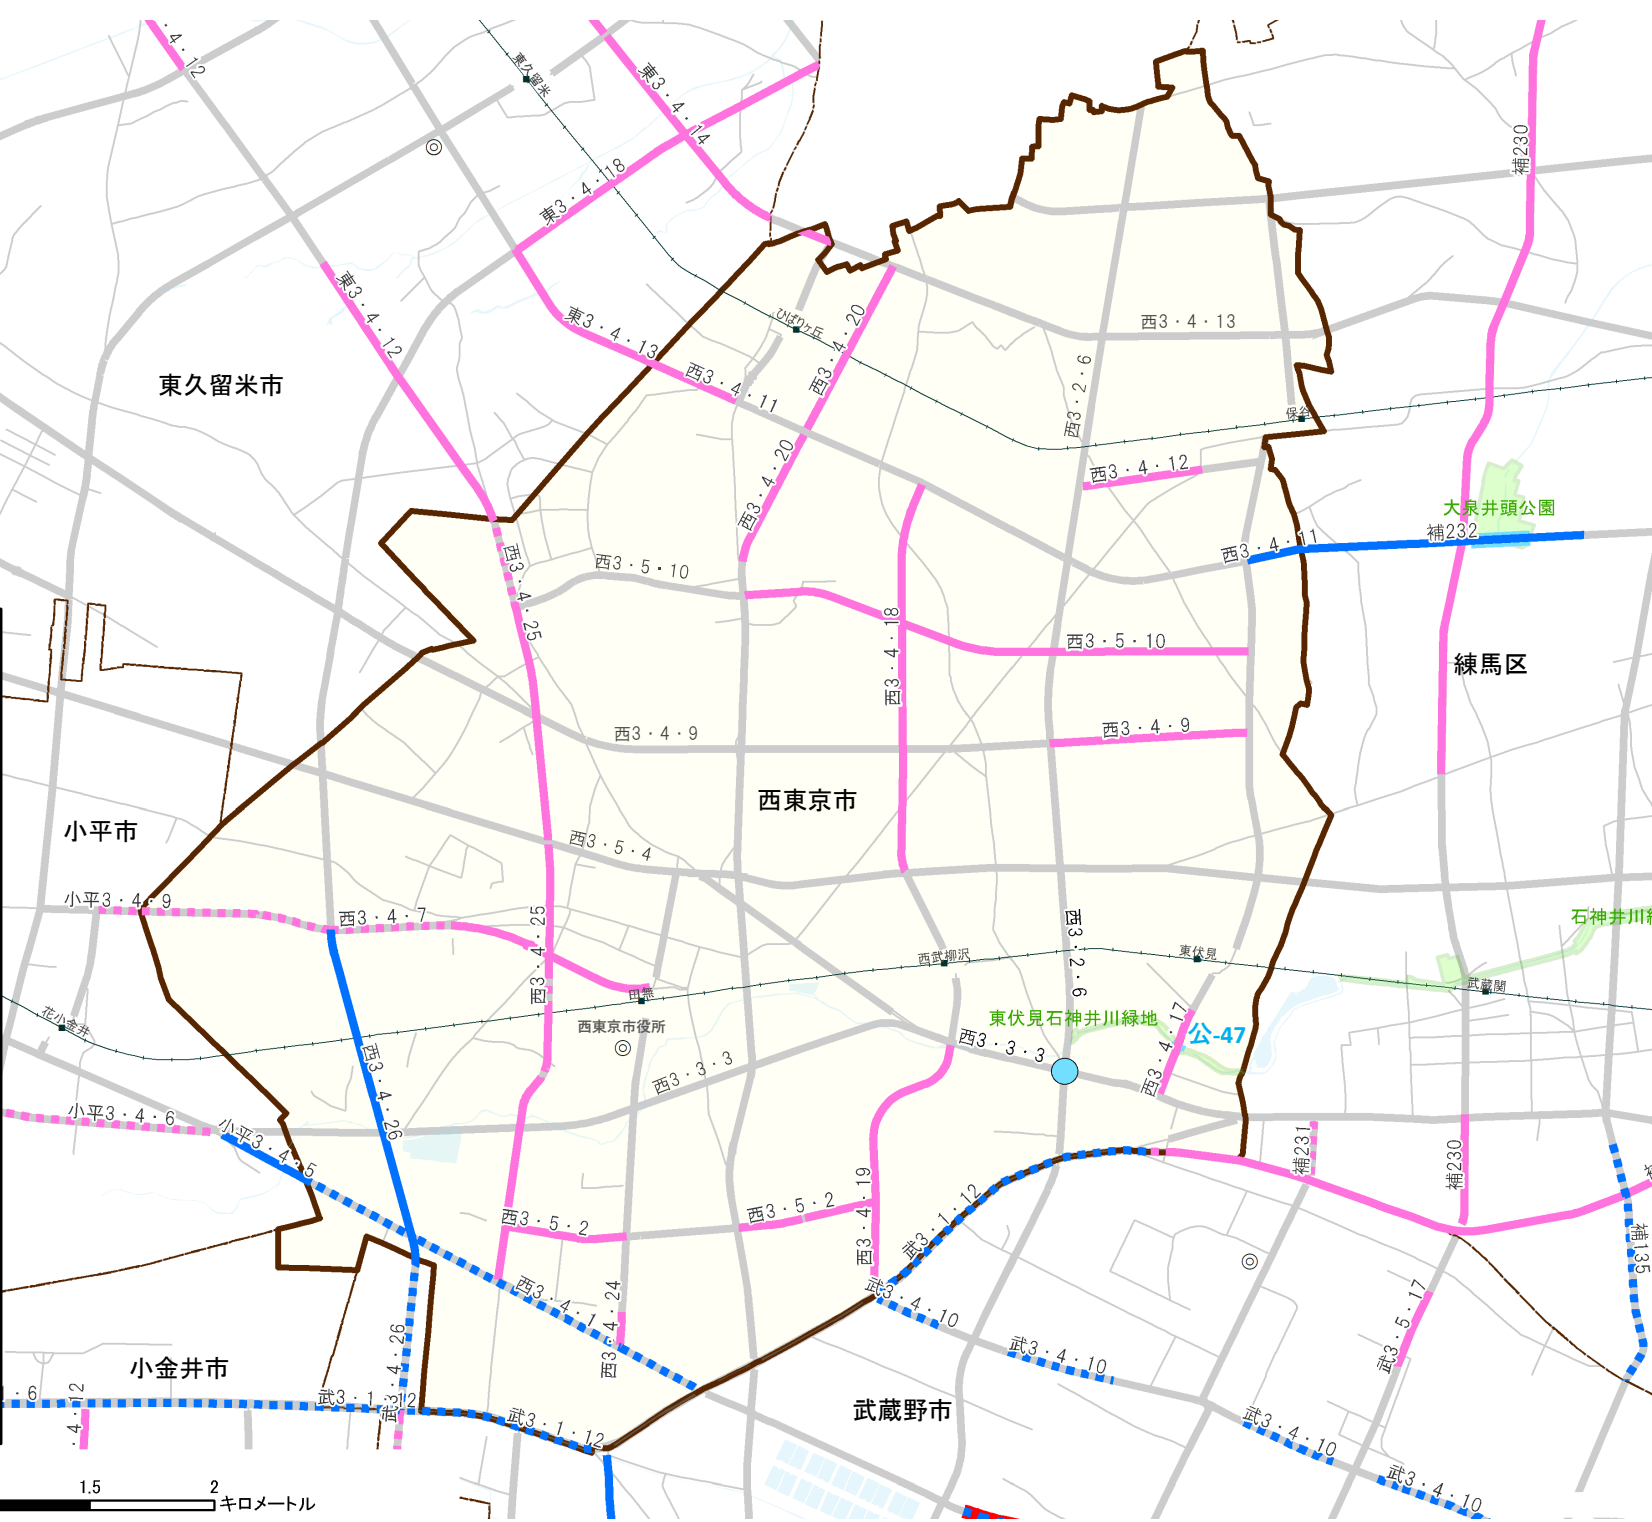 4・12
東久留米
東3・4・14
補230
東3・4・18
東3・4・12
東3・4・13
ひばりヶ丘
西3・4・20
西3・4・13
東久留米市
西3・4・11
西3・2・6
保谷
西3・4・20
西3・4・12
大泉井頭公園
補232
西3・4・11
西3・4・25
西3・5・10
西3・4・18
西3・5・10
練馬区
西3・4・9
西3・4・9
西東京市
小平市
西3・5・4
小平3・4・9
西3・4・7
西3・4・25
西3・2・6
石神井川緑
西武柳沢
東伏見
武蔵関
田無
花小金井
西東京市役所
東伏見石神井川緑地
西3・4・17
公-47
西3・3・3
西3・3・3
西3・4・26
小平3・4・6
小平3・4・5
補231
補230
西3・5・2
西3・5・2
西3・4・19
武3・1・12
補135
西3・4・1
西3・4・24
武3・4・10
武3・4・10
武3・5・17
小金井市
武3・4・26
・6
4・12
武3・1・12
武3・1・12
武蔵野市
武3・4・10
武3・4・10
1.5
2
キロメートル